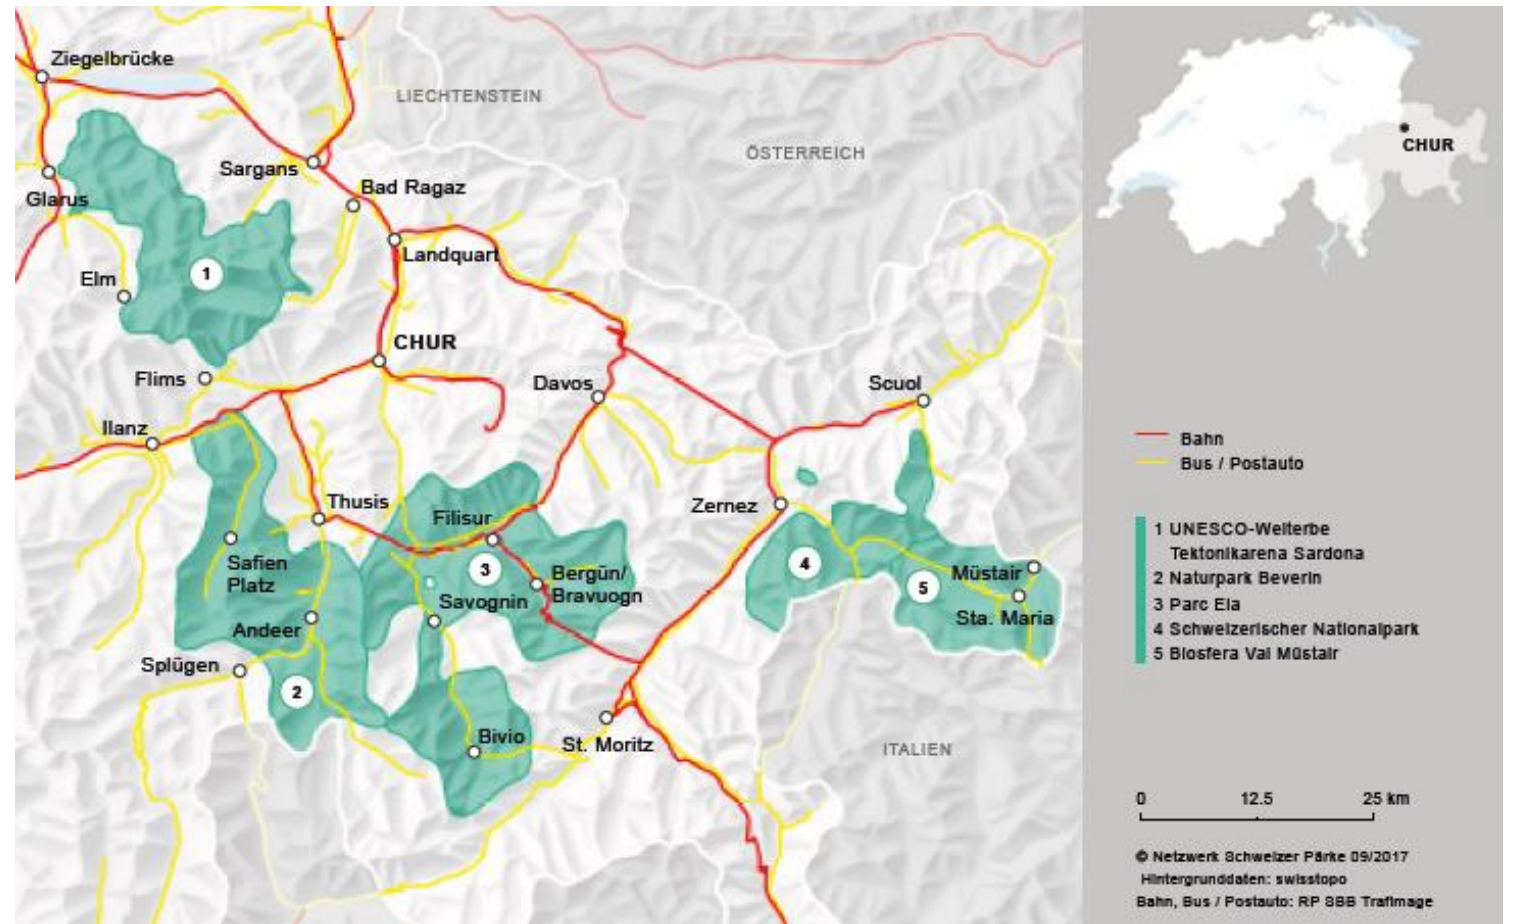 Ziegelbrücke
LIECHTENSTEIN
ÖSTERREICH
Sargans
Bad Ragaz
Glarus
Landquart
Elm
1
CHUR
Flims
Davos
Scuol
Ilanz
Thusis
Zernez
Filisur
Safien
Platz
3
Bergün/
Bravuogn
4
Müstair
5
Savognin
Sta. Maria
Andeer
Splügen
2
Bivio
St. Moritz
ITALIEN
CHUR
Bahn
Bus / Postauto
1 UNESCO-Welterbe
Tektonikarena Sardona
2 Naturpark Beverin
3 Parc Ela
4 Schweizerischer Nationalpark
5 Biosfera Val Müstair
0 12.5 25 km
© Netzwerk Schweizer Pärke 09/2017
Hintergrunddaten: swisstopo
Bahn, Bus / Postauto: RP SBB Trafimage